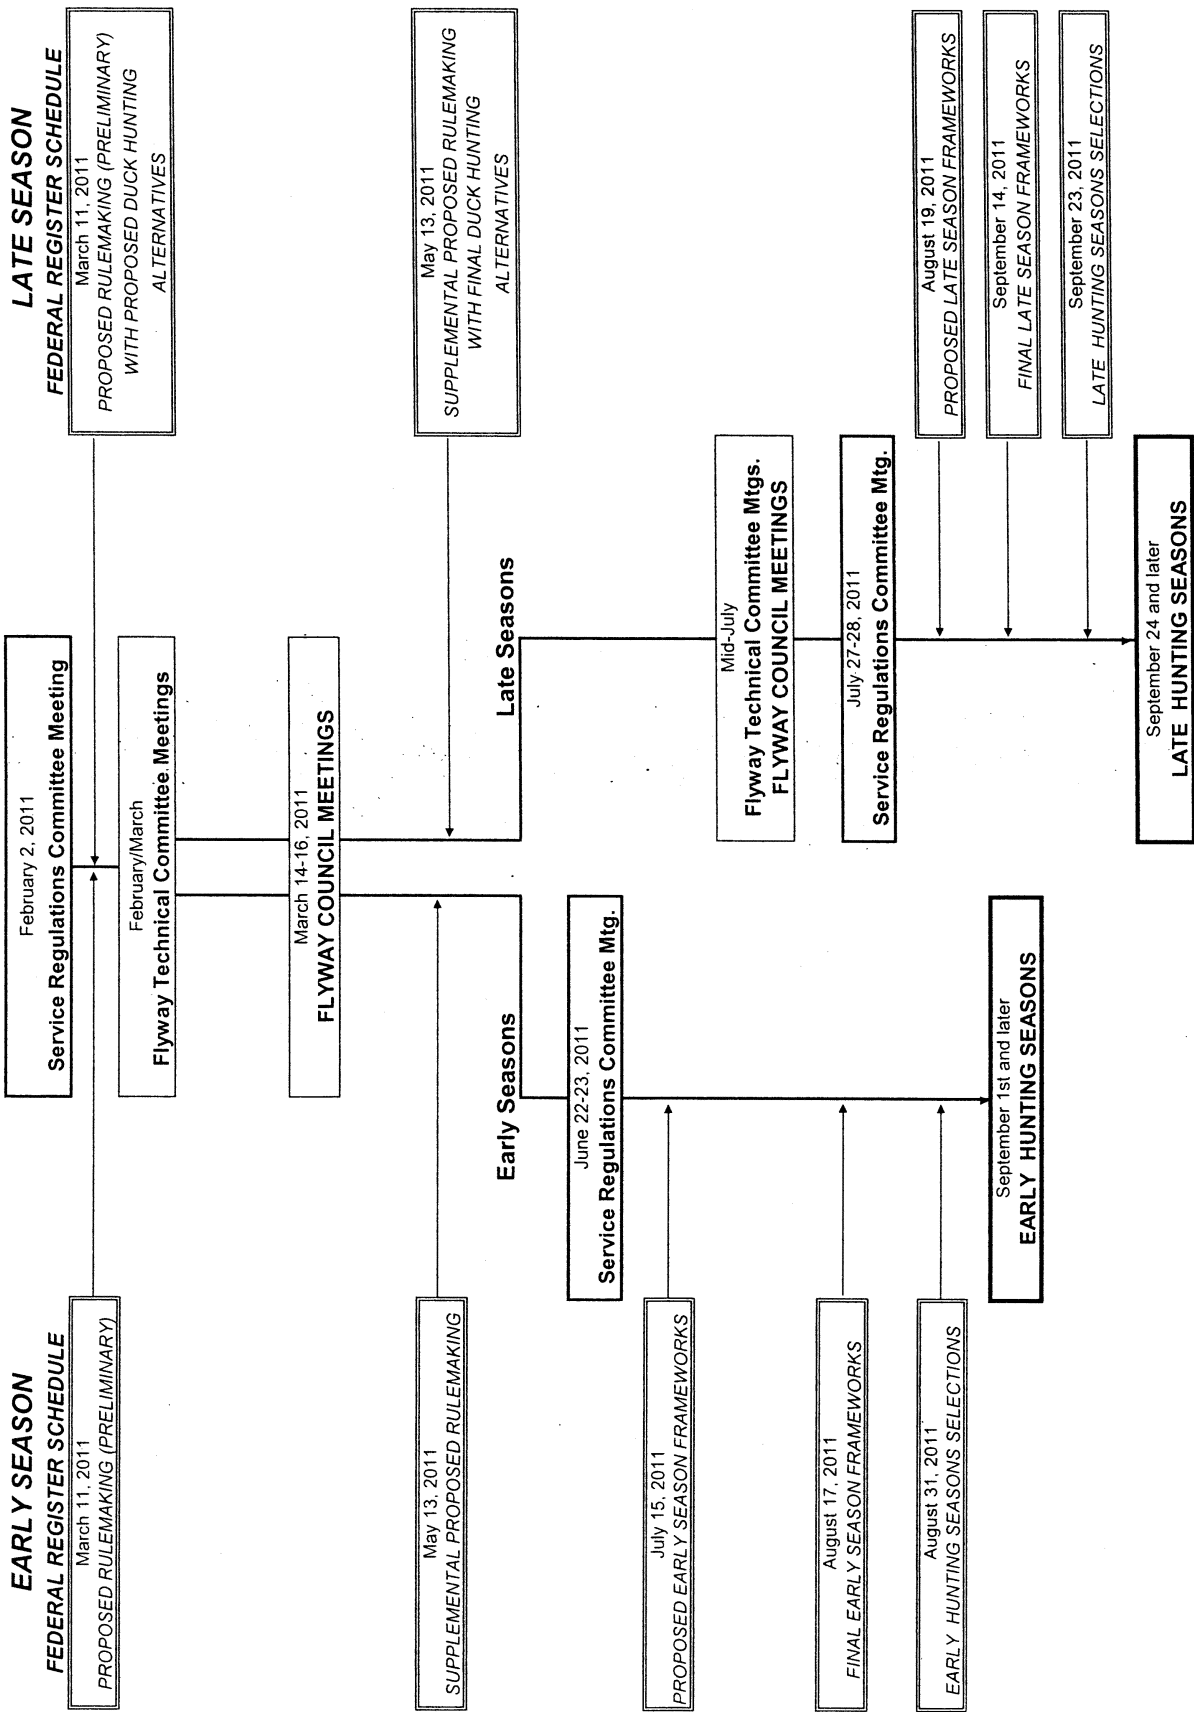 EARLY SEASON
FEDERAL REGISTER SCHEDULE
March 11, 2011
PROPOSED RULEMAKING (PRELIMINARY)
May 13, 2011
SUPPLEMENTAL PROPOSED RULEMAKING
July 15, 2011
PROPOSED EARLY SEASON FRAMEWORKS
August 17, 2011
FINAL EARLY SEASON FRAMEWORKS
August 31, 2011
EARLY HUNTING SEASONS SELECTIONS
February 2, 2011
Service Regulations Committee Meeting
February/March
Flyway Technical Committee Meetings
March 14-16, 2011
FLYWAY COUNCIL MEETINGS
Early Seasons
June 22-23, 2011
Service Regulations Committee Mtg.
September 1st and later
EARLY HUNTING SEASONS
Late Seasons
Mid-July
Flyway Technical Committee Mtgs.
FLYWAY COUNCIL MEETINGS
July 27-28, 2011
Service Regulations Committee Mtg.
September 24 and later
LATE HUNTING SEASONS
LATE SEASON
FEDERAL REGISTER SCHEDULE
March 11, 2011
PROPOSED RULEMAKING (PRELIMINARY)
WITH PROPOSED DUCK HUNTING
ALTERNATIVES
May 13, 2011
SUPPLEMENTAL PROPOSED RULEMAKING
WITH FINAL DUCK HUNTING
ALTERNATIVES
August 19, 2011
PROPOSED LATE SEASON FRAMEWORKS
September 14, 2011
FINAL LATE SEASON FRAMEWORKS
September 23, 2011
LATE HUNTING SEASONS SELECTIONS